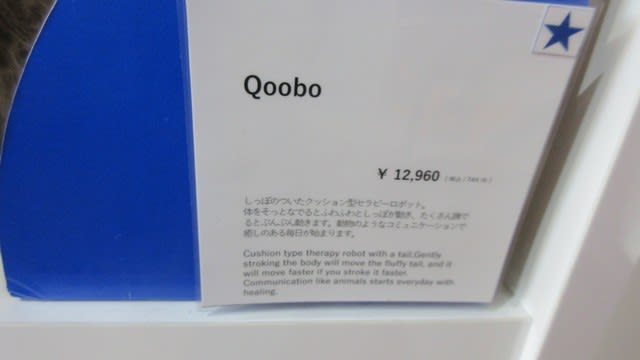 Qoobo
¥ 12,960 (税込 / TAX IN)
しっぽのついたクッション型セラピーロボット。
体をそっとなでるとふわふわとしっぽが動き、たくさん撫で
るとぶんぶん動きます。動物のようなコミュニケーションで
癒しのある毎日が始まります。
Cushion type therapy robot with a tail.Gently
stroking the body will move the fluffy tail, and it
will move faster if you stroke it faster.
Communication like animals starts everyday with
healing.